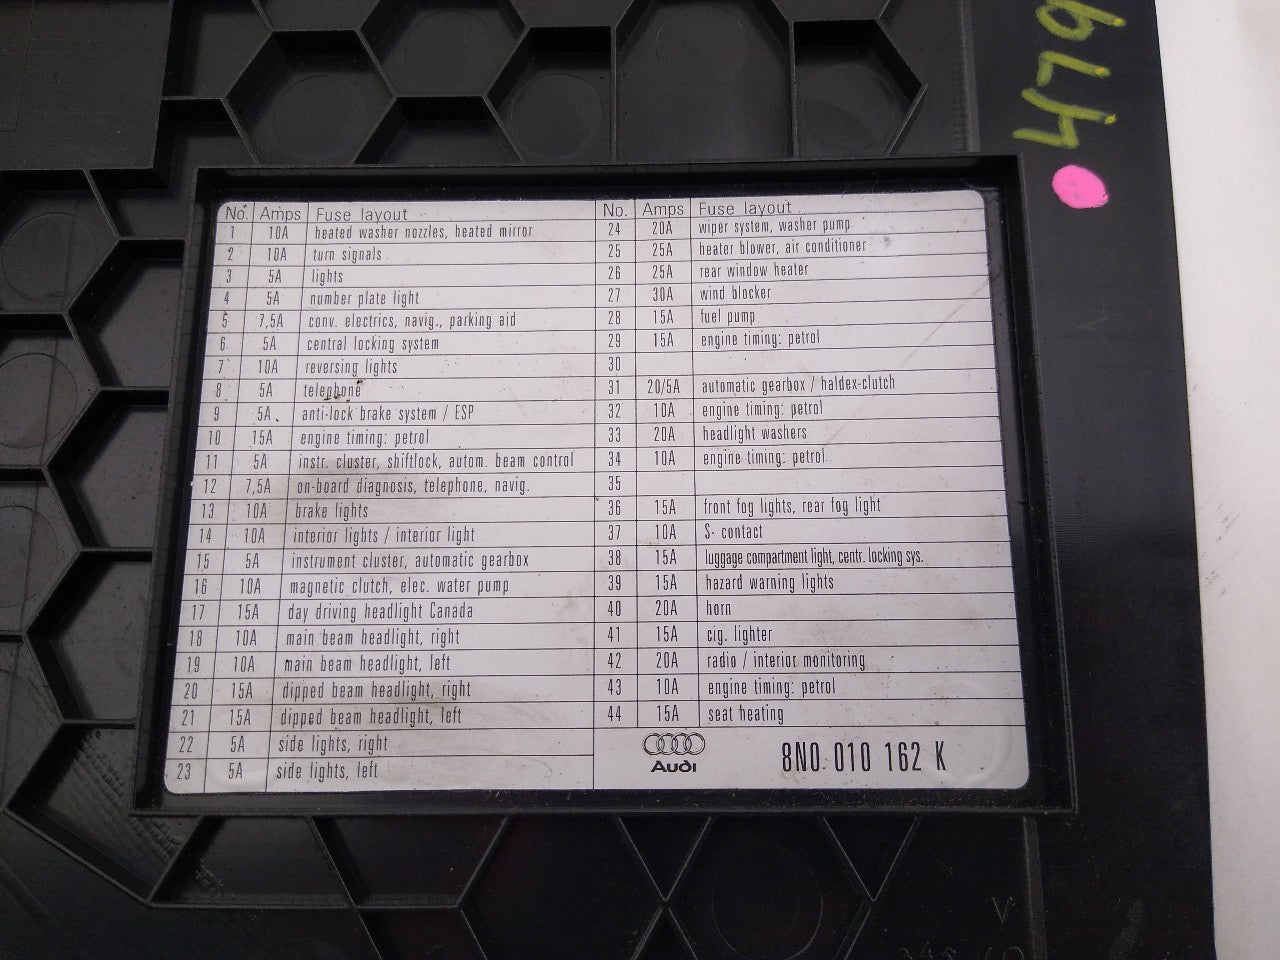 No. Amps Fuse layout
1 10A heated washer nozzles, heated mirror
2 10A turn signals
3 5A lights
4 5A number plate light
5 7,5A conv. electrics, navig., parking aid
6 5A central locking system
7 10A reversing lights
8 5A telephone
9 5A anti-lock brake system / ESP
10 15A engine timing: petrol
11 5A instr. cluster, shiftlock, autom. beam control
12 7,5A on-board diagnosis, telephone, navig.
13 10A brake lights
14 10A interior lights / interior light
15 5A instrument cluster, automatic gearbox
16 10A magnetic clutch, elec. water pump
17 15A day driving headlight Canada
18 10A main beam headlight, right
19 10A main beam headlight, left
20 15A dipped beam headlight, right
21 15A dipped beam headlight, left
22 5A side lights, right
23 5A side lights, left
No. Amps Fuse layout
24 20A wiper system, washer pump
25 25A heater blower, air conditioner
26 25A rear window heater
27 30A wind blocker
28 15A fuel pump
29 15A engine timing: petrol
30
31 20/5A automatic gearbox / haldex-clutch
32 10A engine timing: petrol
33 20A headlight washers
34 10A engine timing: petrol
35
36 15A front fog lights, rear fog light
37 10A S- contact
38 15A luggage compartment light, centr. locking sys.
39 15A hazard warning lights
40 20A horn
41 15A cig. lighter
42 20A radio / interior monitoring
43 10A engine timing: petrol
44 15A seat heating
Audi 8N0 010 162 K